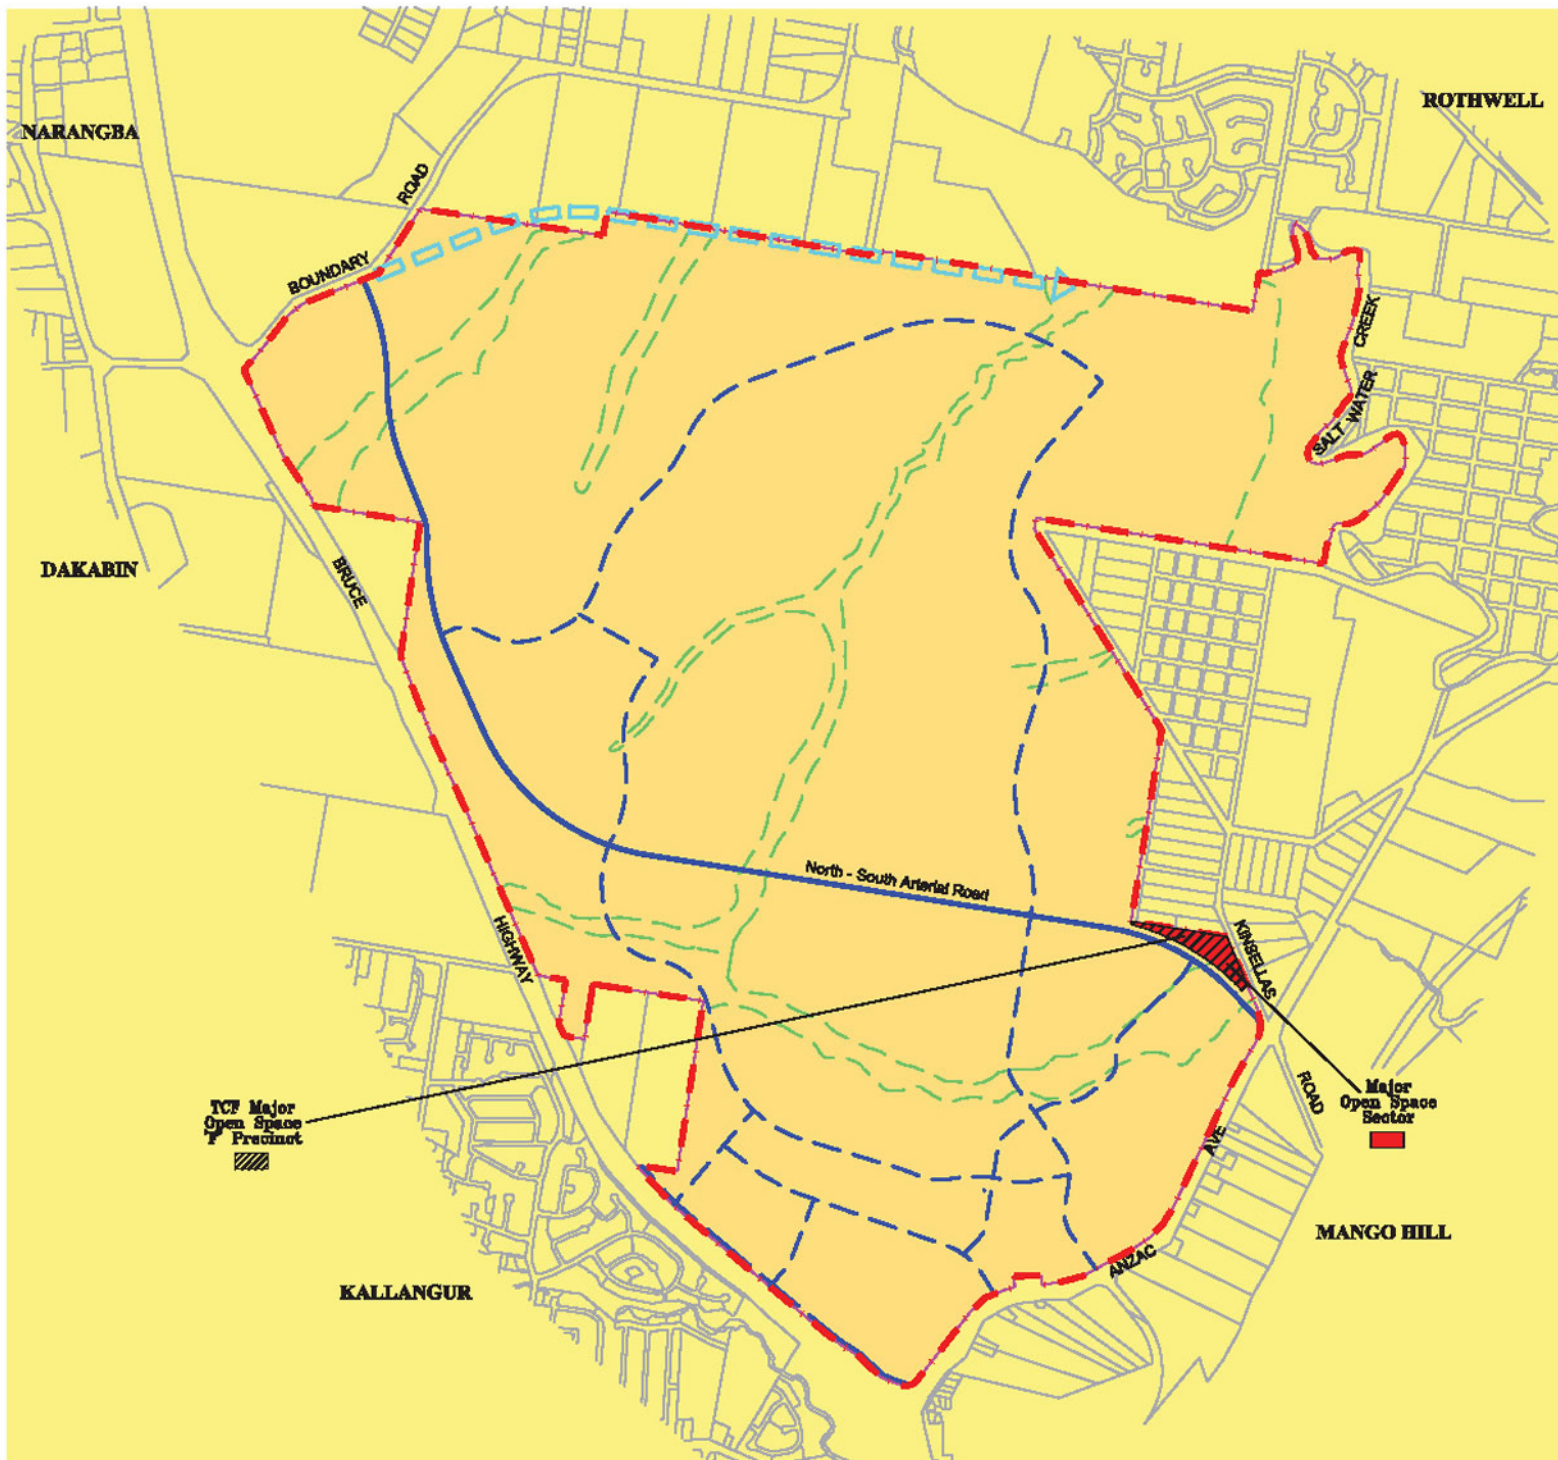 ROTHWELL
NARANGBA
ROAD
BOUNDARY
CREEK
SALT WATER
DAKABIN
BRUCE
North - South Arterial Road
HIGHWAY
KINSELLAS
ROAD
Major
Open Space
Sector
TCF Major
Open Space
'F' Precinct
AVE
ANZAC
MANGO HILL
KALLANGUR